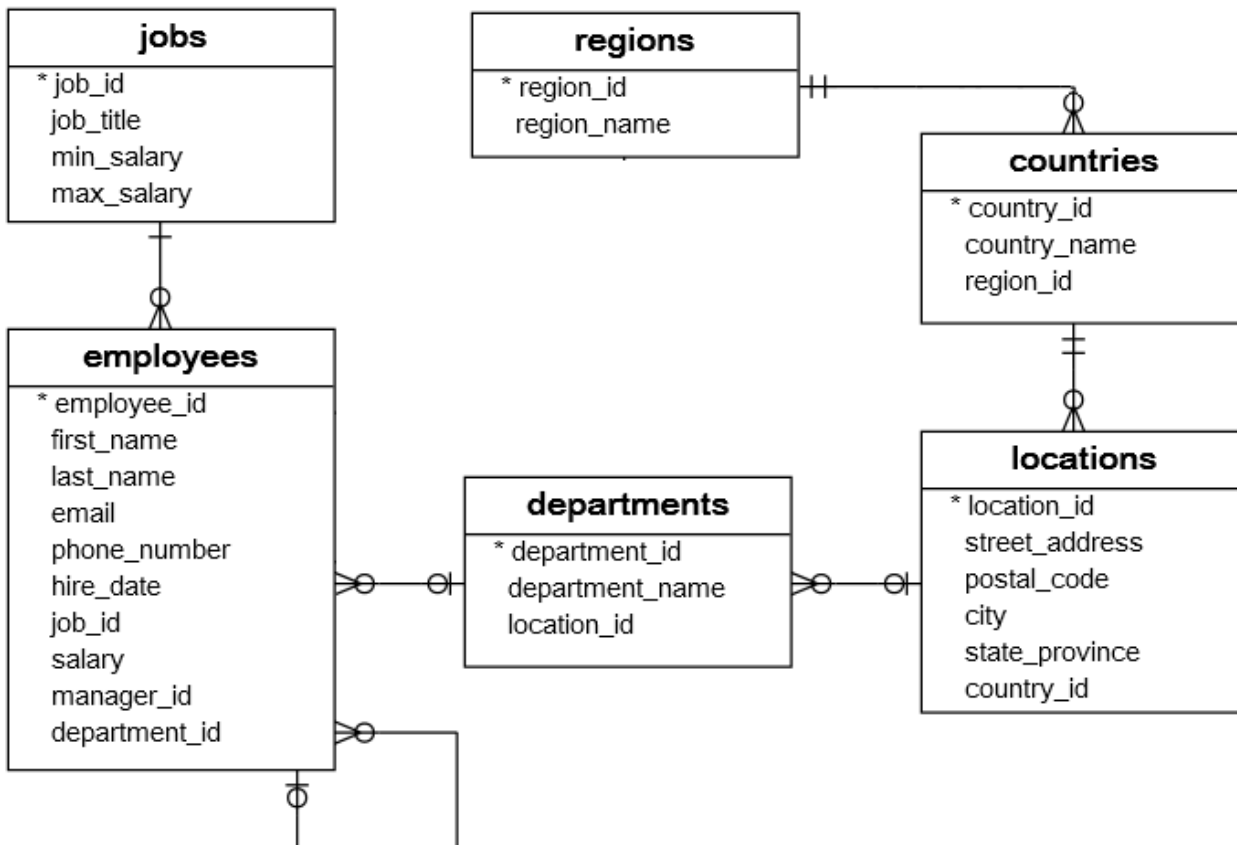 jobs
* job_id
job_title
min_salary
max_salary
regions
* region_id
region_name
countries
* country_id
country_name
region_id
employees
* employee_id
first_name
last_name
email
phone_number
hire_date
job_id
salary
manager_id
department_id
departments
* department_id
department_name
location_id
locations
* location_id
street_address
postal_code
city
state_province
country_id